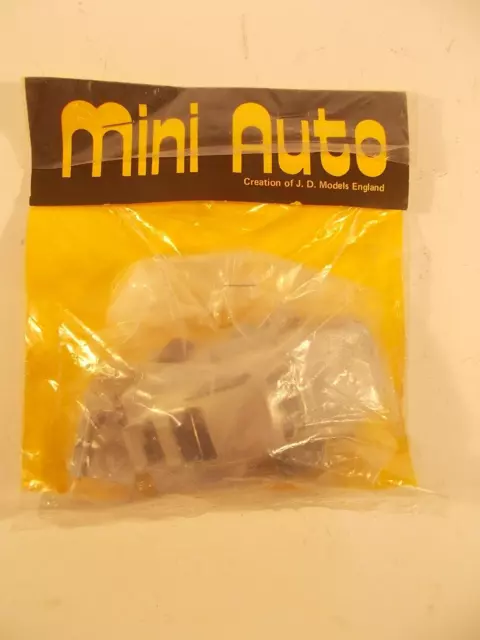 mini Auto
Creation of J. D. Models England